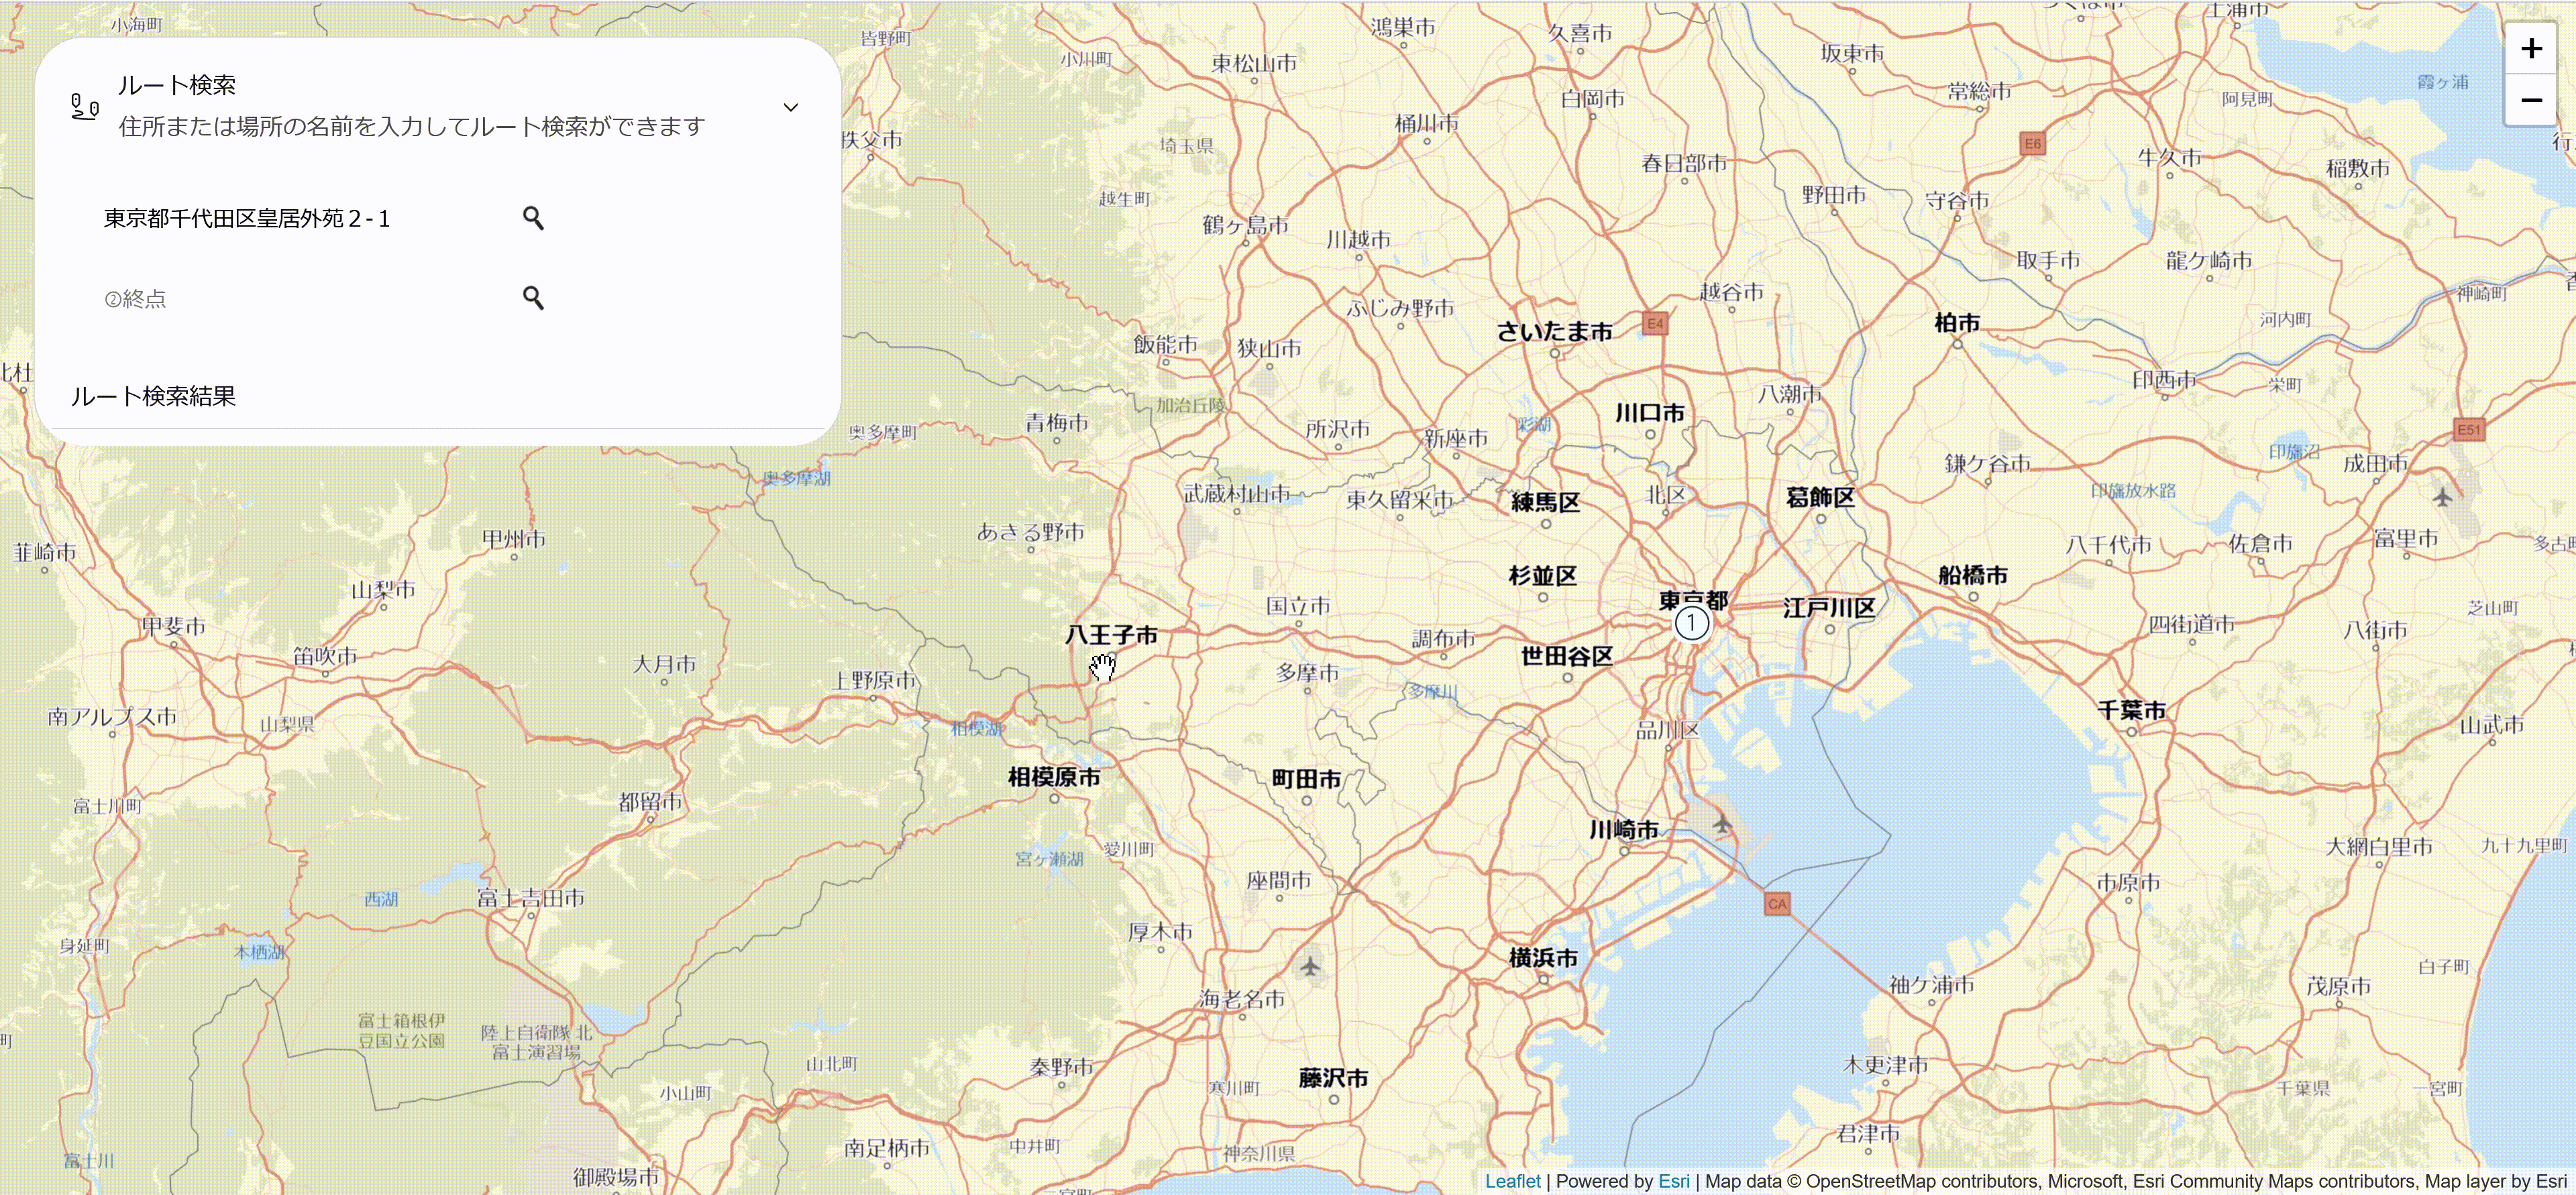 ルート検索
住所または場所の名前を入力してルート検索ができます
東京都千代田区皇居外苑2-1
②終点
ルート検索結果
+
−
小海町
皆野町
小川町
東松山市
鴻巣市
久喜市
坂東市
土浦市
霞ヶ浦
阿見町
常総市
白岡市
桶川市
秩父市
埼玉県
春日部市
E6
牛久市
稲敷市
越生町
鶴ヶ島市
川越市
野田市
守谷市
取手市
龍ケ崎市
神崎町
ふじみ野市
越谷市
さいたま市
E4
柏市
河内町
飯能市
狭山市
印西市
栄町
加治丘陵
八潮市
川口市
青梅市
奥多摩町
所沢市
新座市
彩湖
E51
奥多摩湖
武蔵村山市
東久留米市
練馬区
北区
葛飾区
鎌ケ谷市
印旛沼
成田市
印旛放水路
韮崎市
甲州市
あきる野市
八千代市
佐倉市
富里市
山梨市
杉並区
船橋市
東京都
1
江戸川区
国立市
芝山町
甲斐市
笛吹市
大月市
八王子市
調布市
四街道市
八街市
世田谷区
上野原市
多摩市
多摩川
南アルプス市
山梨県
相模湖
品川区
千葉市
山武市
富士川町
都留市
相模原市
町田市
川崎市
宮ヶ瀬湖
愛川町
大網白里市
九十九里町
西湖
富士吉田市
座間市
市原市
CA
身延町
本栖湖
厚木市
横浜市
海老名市
袖ケ浦市
白子町
茂原市
富士箱根伊
豆国立公園
陸上自衛隊 北
富士演習場
山北町
秦野市
小山町
寒川町
藤沢市
木更津市
千葉県
一宮町
南足柄市
中井町
神奈川県
君津市
富士川
御殿場市
Leaflet | Powered by Esri | Map data © OpenStreetMap contributors, Microsoft, Esri Community Maps contributors, Map layer by Esri